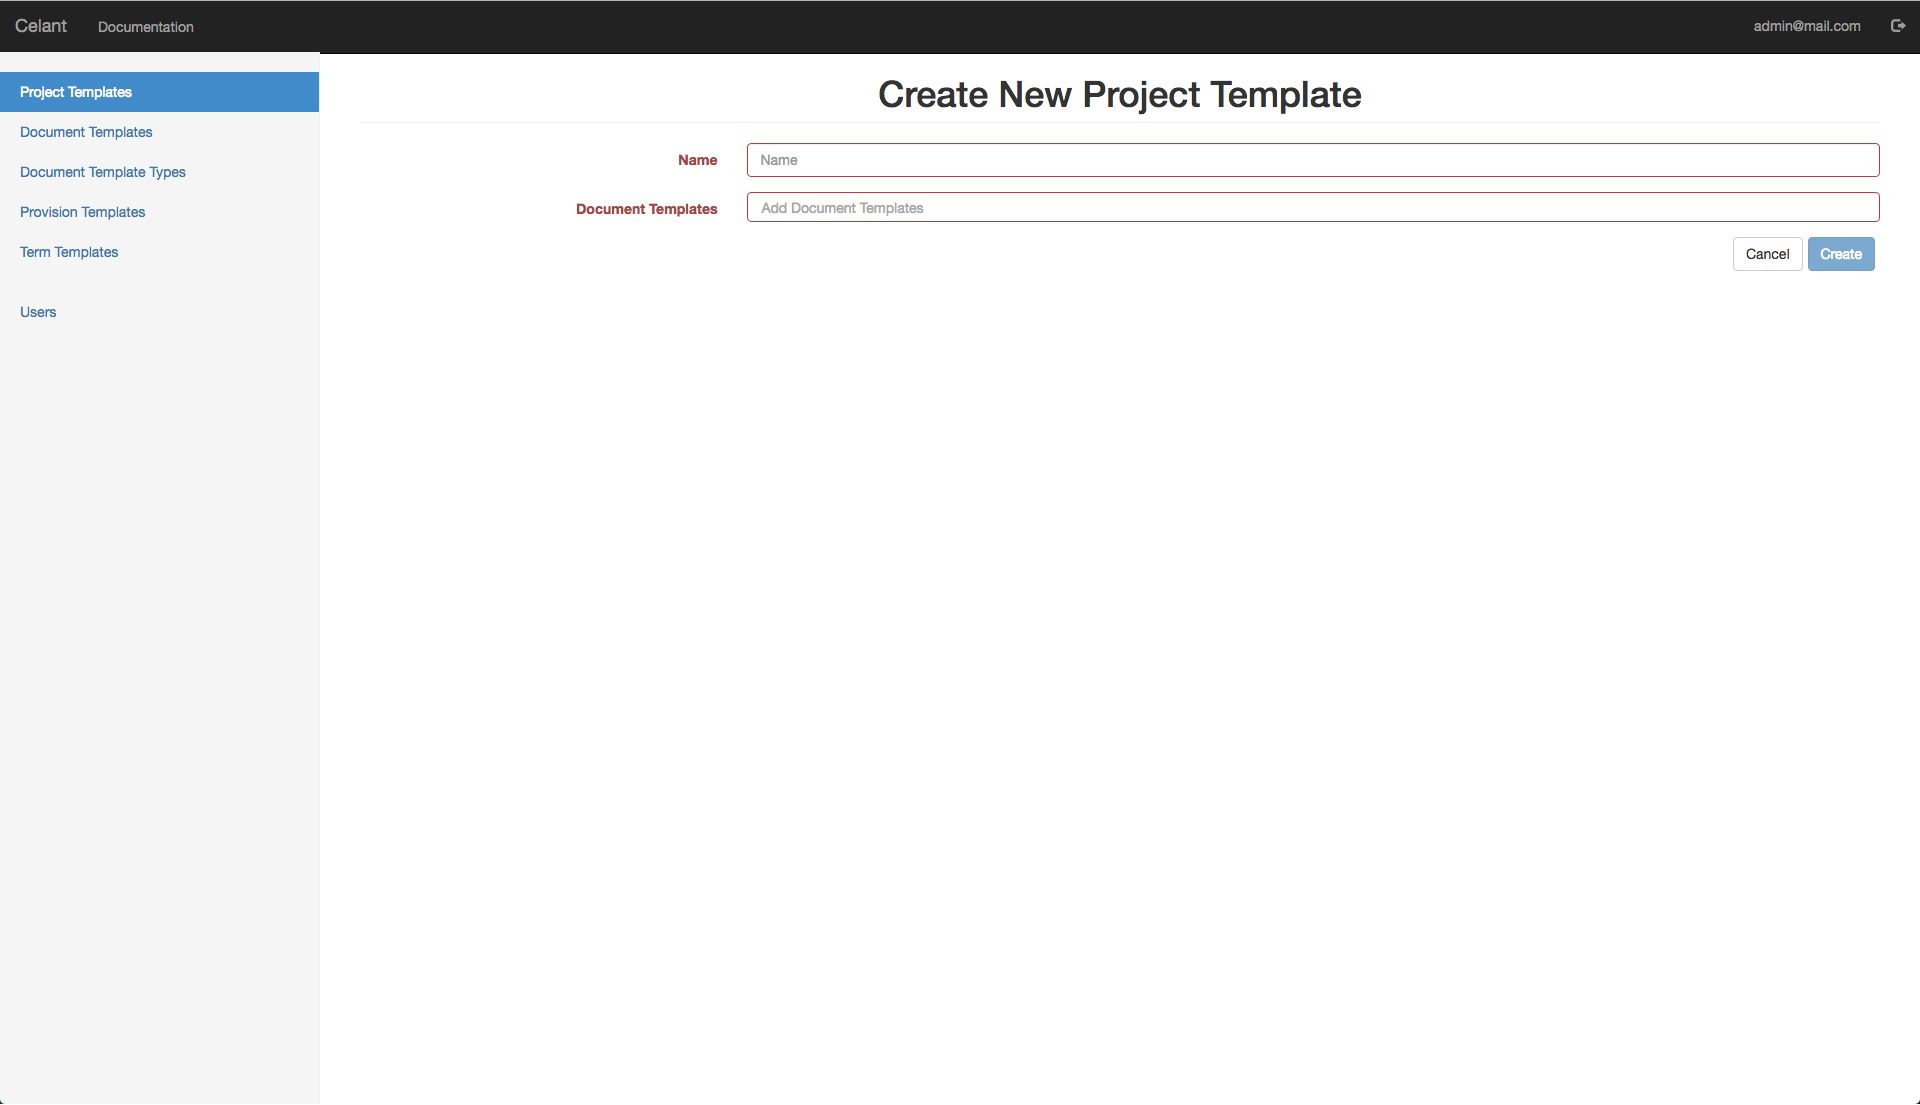 Celant Documentation admin@mail.com
Project Templates
Document Templates
Document Template Types
Provision Templates
Term Templates
Users
Create New Project Template
Name Name
Document Templates Add Document Templates
Cancel Create